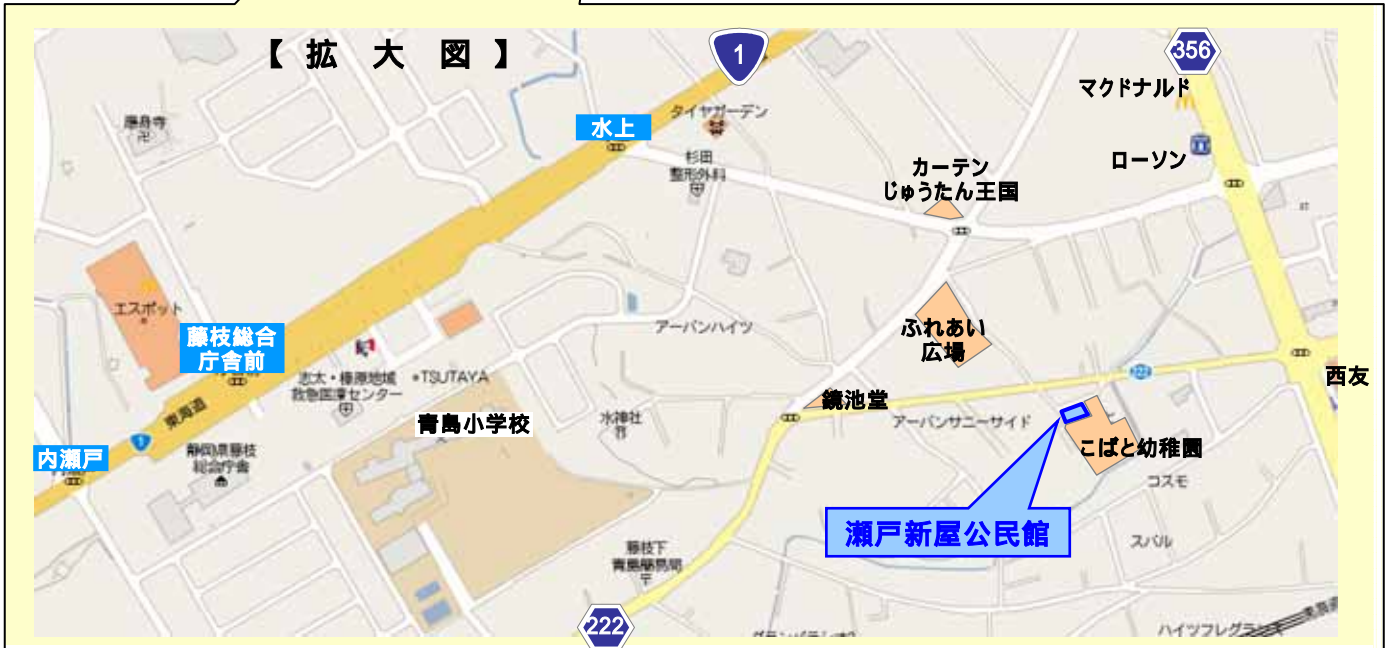 【 拡 大 図 】
1
356
マクドナルド
タイヤガーデン
水上
ローソン
杉田
整形外科
カーテン
じゅうたん王国
エスポット
藤枝総合
庁舎前
アーバンハイツ
ふれあい
広場
222
西友
志太・榛原地域
救急医療センター
TSUTAYA
東海道
1
青島小学校
水神社
鏡池堂
アーバンサニーサイド
こばと幼稚園
内瀬戸
静岡県藤枝
総合庁舎
コスモ
瀬戸新屋公民館
スバル
藤枝下
青島簡易局
222
ハイツフレグランス